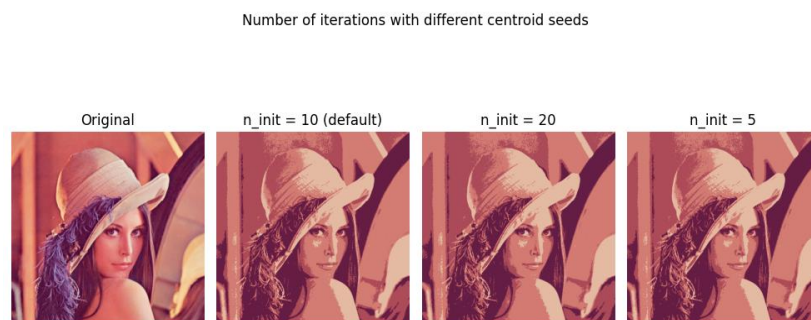 Number of iterations with different centroid seeds
Original
n_init = 10 (default)
n_init = 20
n_init = 5